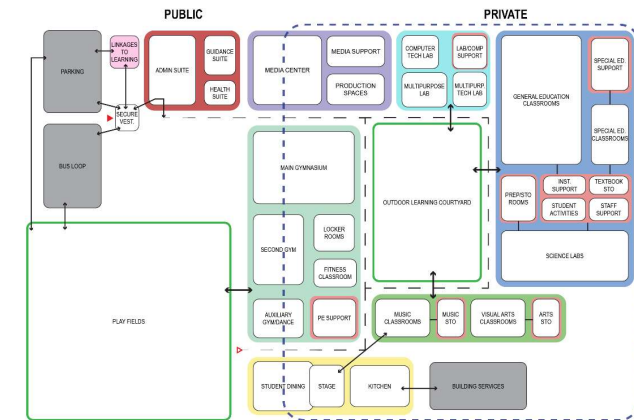 PUBLIC
PRIVATE
PARKING
LINKAGES
TO
LEARNING
SECURE
VEST.
BUS LOOP
ADMIN SUITE
GUIDANCE
SUITE
HEALTH
SUITE
MEDIA CENTER
MEDIA SUPPORT
PRODUCTION
SPACES
COMPUTER
TECH LAB
LAB/COMP
SUPPORT
MULTIPURPOSE
LAB
MULTIPURP.
TECH LAB
GENERAL EDUCATION
CLASSROOMS
SPECIAL ED.
SUPPORT
SPECIAL ED.
CLASSROOMS
PREP/STO
ROOMS
INST.
SUPPORT
TEXTBOOK
STO
STUDENT
ACTIVITIES
STAFF
SUPPORT
SCIENCE LABS
MAIN GYMNASIUM
OUTDOOR LEARNING COURTYARD
SECOND GYM
LOCKER
ROOMS
FITNESS
CLASSROOM
AUXILIARY
GYM/DANCE
PE SUPPORT
PLAY FIELDS
MUSIC
CLASSROOMS
MUSIC
STO
VISUAL ARTS
CLASSROOMS
ARTS
STO
STUDENT DINING
STAGE
KITCHEN
BUILDING SERVICES